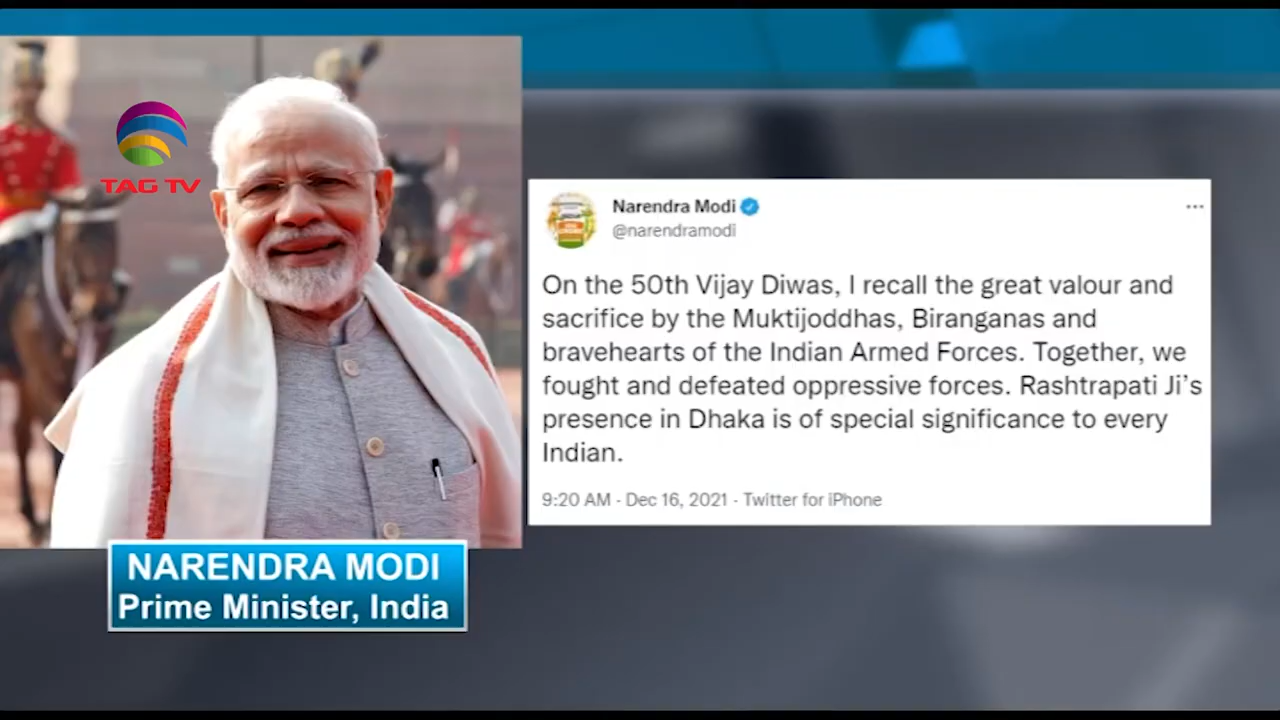 TAG TV
Narendra Modi
@narendramodi
On the 50th Vijay Diwas, I recall the great valour and
sacrifice by the Muktijoddhas, Biranganas and
bravehearts of the Indian Armed Forces. Together, we
fought and defeated oppressive forces. Rashtrapati Ji’s
presence in Dhaka is of special significance to every
Indian.
9:20 AM - Dec 16, 2021 - Twitter for iPhone
NARENDRA MODI
Prime Minister, India